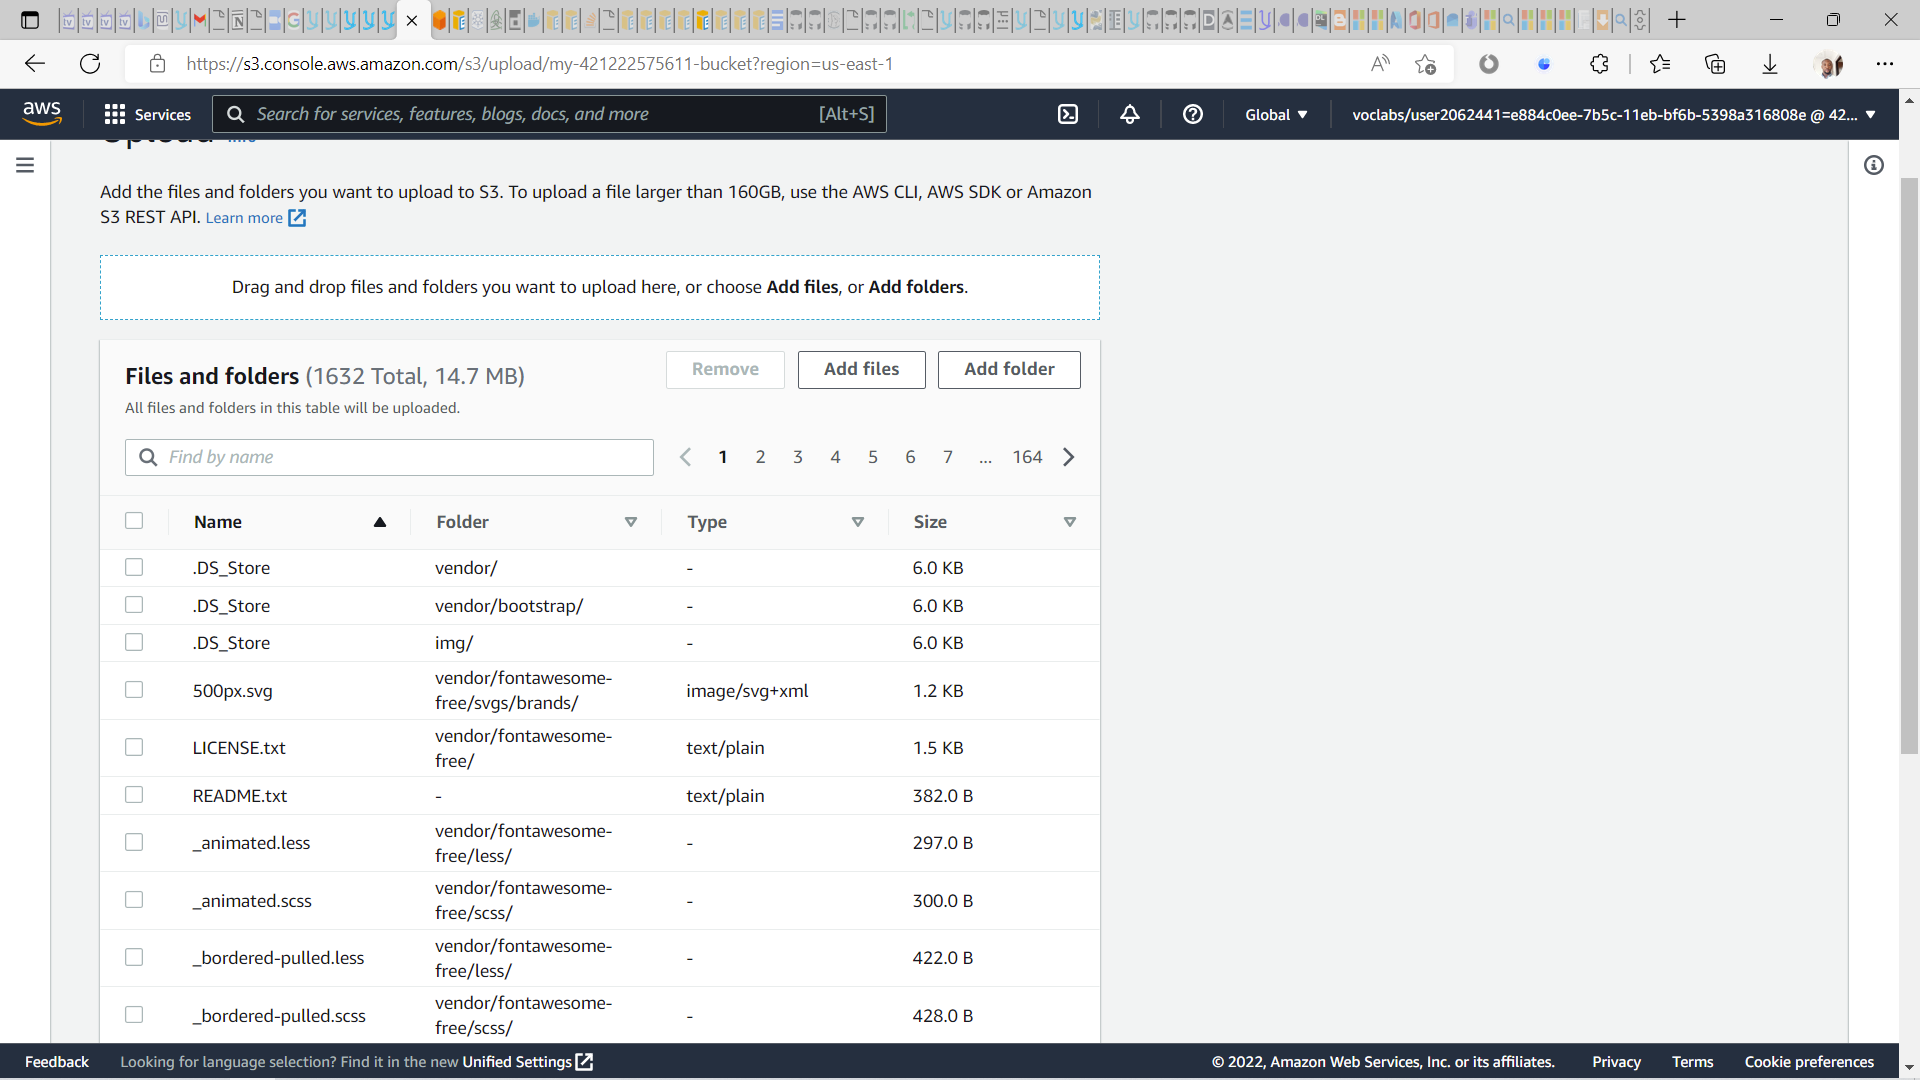 https://s3.console.aws.amazon.com/s3/upload/my-421222575611-bucket?region=us-east-1
aws
Services
Search for services, features, blogs, docs, and more
[Alt+S]
Global
voclabs/user2062441=e884c0ee-7b5c-11eb-bf6b-5398a316808e @ 42...
Upload Info
Add the files and folders you want to upload to S3. To upload a file larger than 160GB, use the AWS CLI, AWS SDK or Amazon
S3 REST API. Learn more
Drag and drop files and folders you want to upload here, or choose Add files, or Add folders.
Files and folders (1632 Total, 14.7 MB)
Remove
Add files
Add folder
All files and folders in this table will be uploaded.
Find by name
1 2 3 4 5 6 7 ... 164
Name Folder Type Size
.DS_Store vendor/ - 6.0 KB
.DS_Store vendor/bootstrap/ - 6.0 KB
.DS_Store img/ - 6.0 KB
vendor/fontawesome-
500px.svg image/svg+xml 1.2 KB
free/svgs/brands/
vendor/fontawesome-
LICENSE.txt text/plain 1.5 KB
free/
README.txt - text/plain 382.0 B
vendor/fontawesome-
_animated.less - 297.0 B
free/less/
vendor/fontawesome-
_animated.scss - 300.0 B
free/scss/
vendor/fontawesome-
_bordered-pulled.less - 422.0 B
free/less/
vendor/fontawesome-
_bordered-pulled.scss - 428.0 B
free/scss/
Feedback
Looking for language selection? Find it in the new Unified Settings
© 2022, Amazon Web Services, Inc. or its affiliates.
Privacy
Terms
Cookie preferences